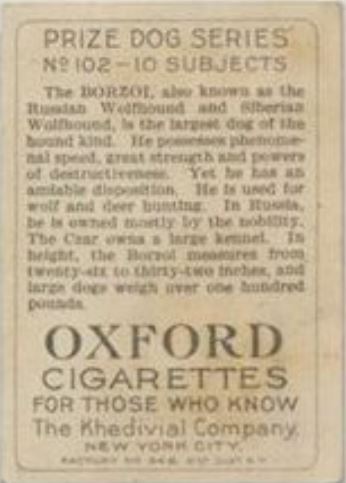 PRIZE DOG SERIES
Nº 102 - 10 SUBJECTS
The BORZOI, also known as the
Russian Wolfhound and Siberian
Wolfhound, is the largest dog of the
hound kind. He possesses phenome-
nal speed, great strength and powers
of destructiveness. Yet he has an
amiable disposition. He is used for
wolf and deer hunting. In Russia,
he is owned mostly by the nobility.
The Czar owns a large kennel. In
height, the Borzoi measures from
twenty-six to thirty-two inches, and
large dogs weigh over one hundred
pounds.
OXFORD
CIGARETTES
FOR THOSE WHO KNOW
The Khedivial Company,
NEW YORK CITY.
FACTORY